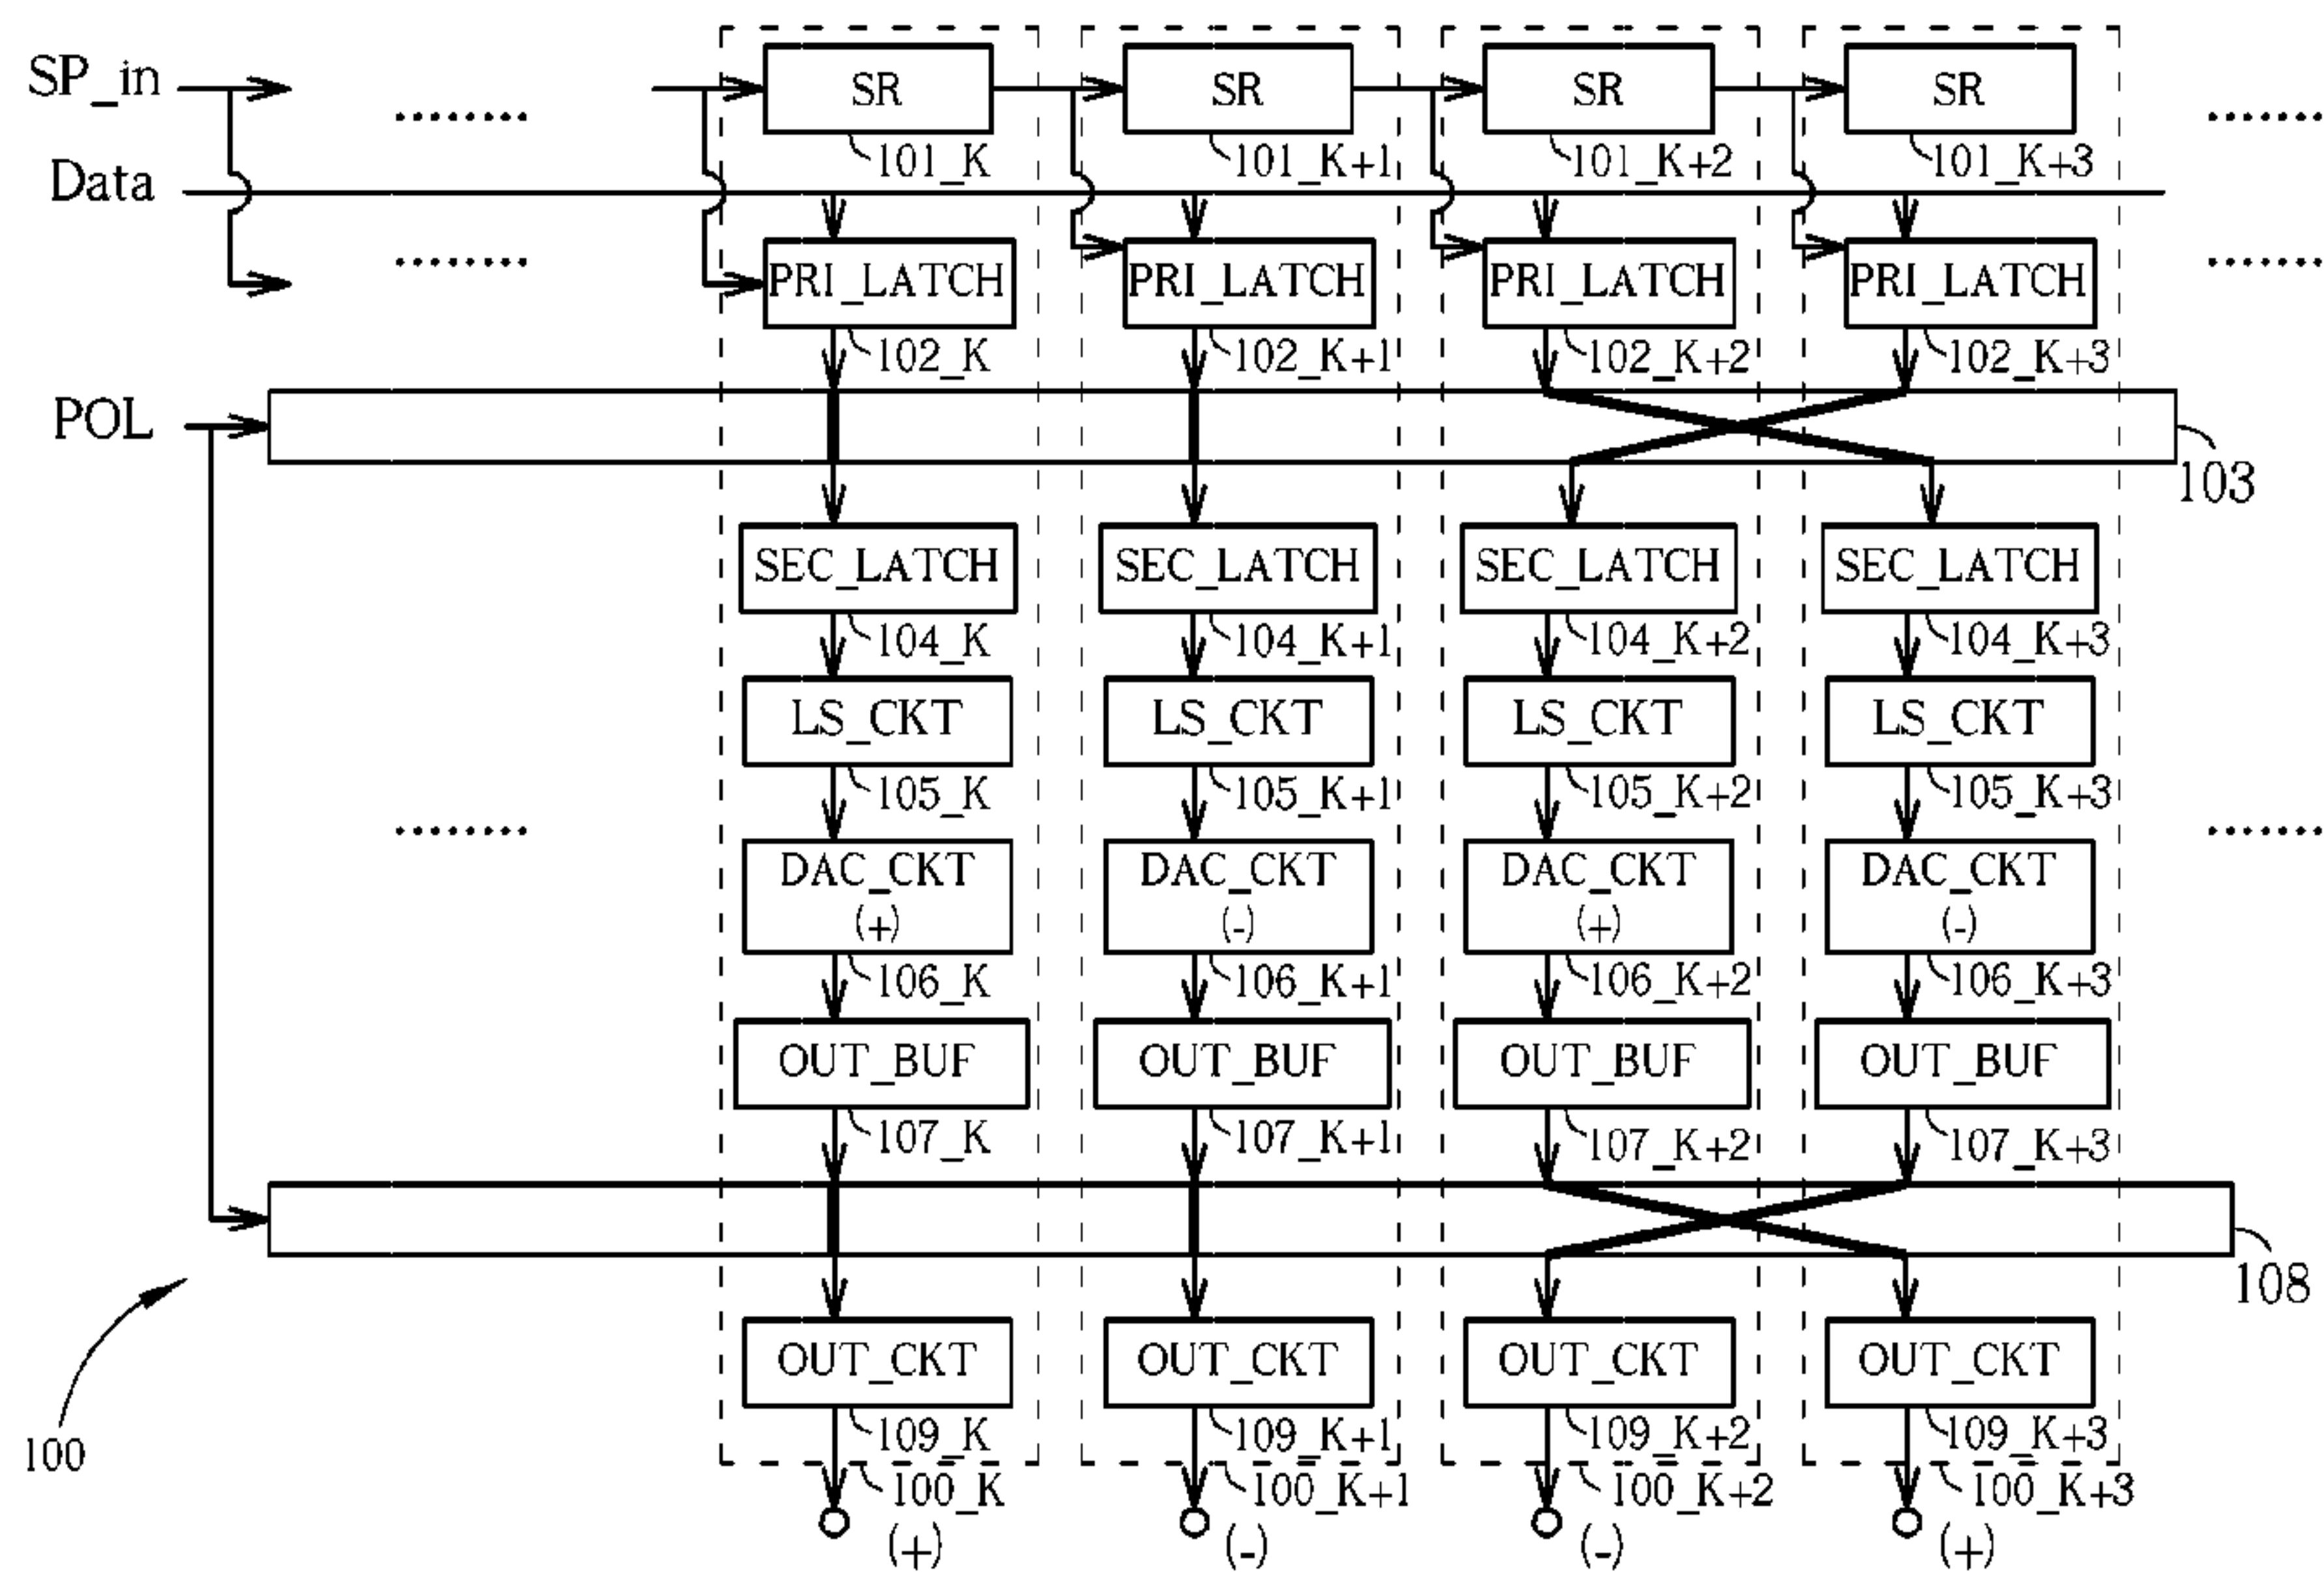 SP_in
SR SR SR SR
101_K 101_K+1 101_K+2 101_K+3
Data
PRI_LATCH PRI_LATCH PRI_LATCH PRI_LATCH
102_K 102_K+1 102_K+2 102_K+3
POL
103
SEC_LATCH SEC_LATCH SEC_LATCH SEC_LATCH
104_K 104_K+1 104_K+2 104_K+3
LS_CKT LS_CKT LS_CKT LS_CKT
105_K 105_K+1 105_K+2 105_K+3
DAC_CKT DAC_CKT DAC_CKT DAC_CKT
(+) (-) (+) (-)
106_K 106_K+1 106_K+2 106_K+3
OUT_BUF OUT_BUF OUT_BUF OUT_BUF
107_K 107_K+1 107_K+2 107_K+3
108
OUT_CKT OUT_CKT OUT_CKT OUT_CKT
109_K 109_K+1 109_K+2 109_K+3
100
100_K 100_K+1 100_K+2 100_K+3
(+) (-) (-) (+)